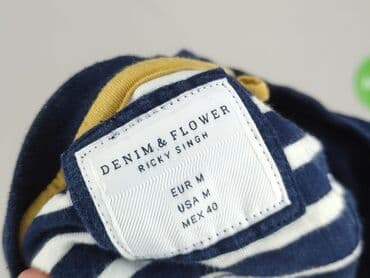 DENIM & FLOWER
RICKY SINGH
EUR M
USA M
MEX 40